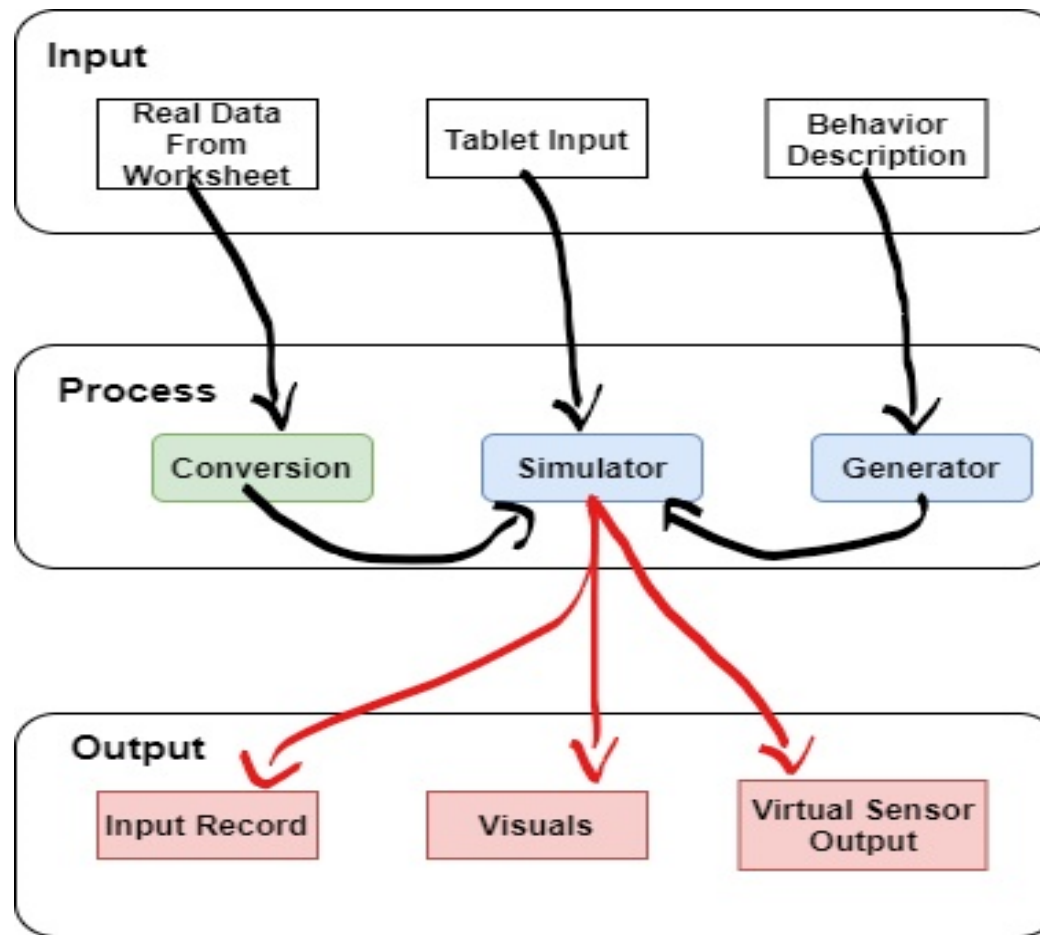 Input
Real Data
From
Worksheet
Tablet Input
Behavior
Description
Process
Conversion
Simulator
Generator
Output
Input Record
Visuals
Virtual Sensor
Output